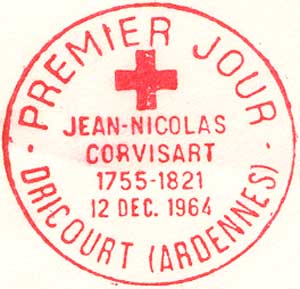 - PREMIER JOUR -
JEAN-NICOLAS
CORVISART
1755-1821
12 DEC. 1964
DRICOURT (ARDENNES)